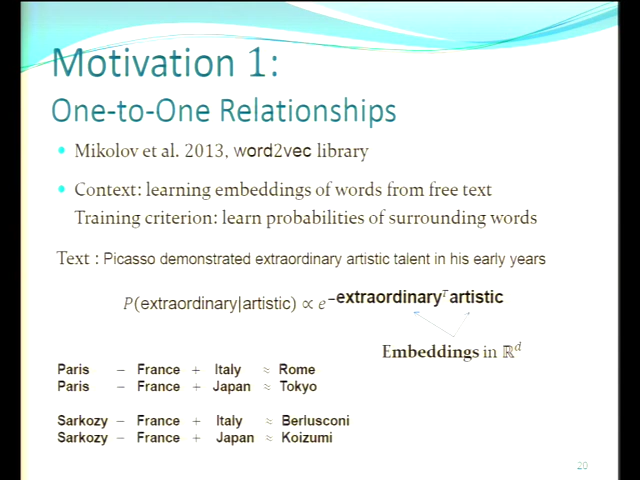 Motivation 1:
One-to-One Relationships
• Mikolov et al. 2013, word2vec library
• Context: learning embeddings of words from free text
Training criterion: learn probabilities of surrounding words
Text : Picasso demonstrated extraordinary artistic talent in his early years
P(extraordinary|artistic) ∝ e^−extraordinary^T artistic
Embeddings in ℝ^d
Paris – France + Italy ≈ Rome
Paris – France + Japan ≈ Tokyo
Sarkozy – France + Italy ≈ Berlusconi
Sarkozy – France + Japan ≈ Koizumi
20